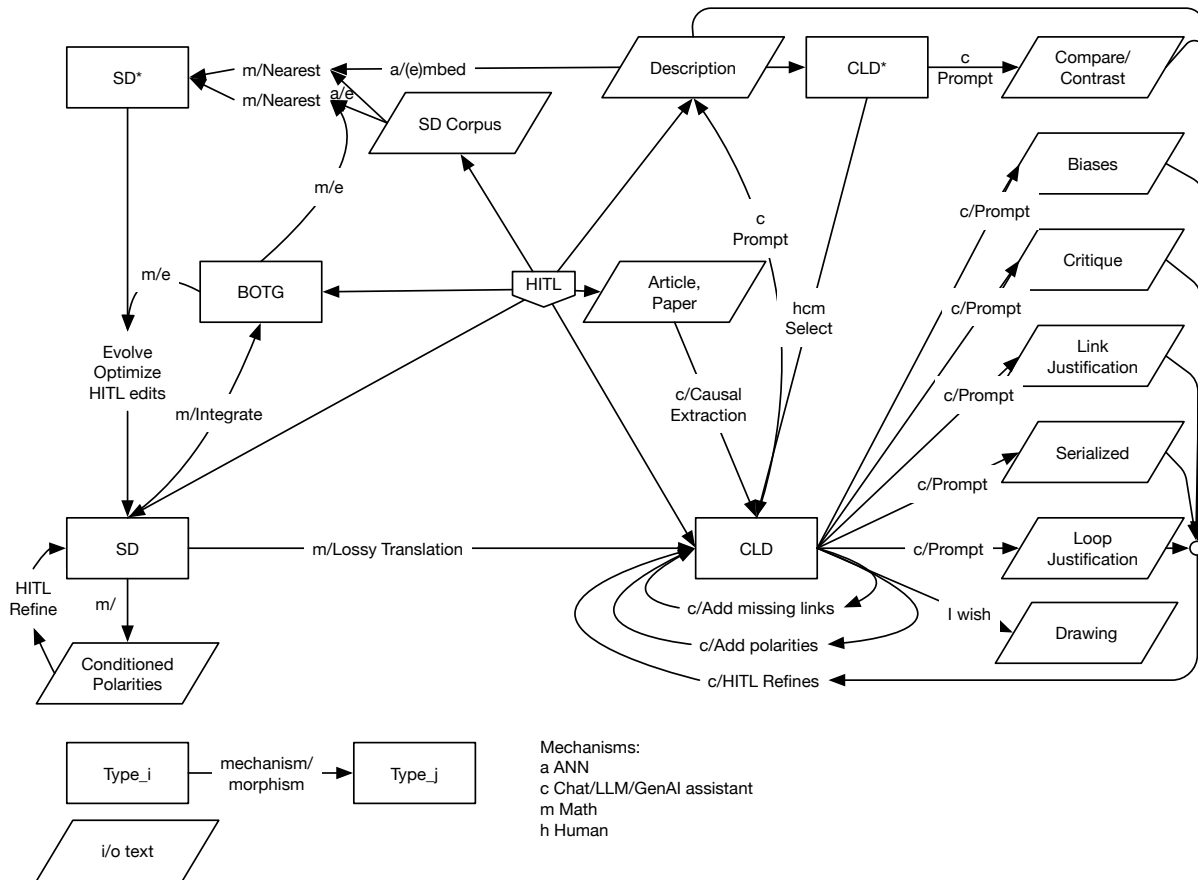 SD*
m/Nearest
a/(e)mbed
Description
CLD*
c
Prompt
Compare/
Contrast
m/Nearest
a/e
SD Corpus
Biases
m/e
c/Prompt
c
Prompt
m/e
BOTG
HITL
Article,
Paper
Critique
c/Prompt
hcm
Select
Evolve
Optimize
HITL edits
Link
Justification
m/Integrate
c/Causal
Extraction
c/Prompt
Serialized
c/Prompt
SD
m/Lossy Translation
CLD
c/Prompt
Loop
Justification
HITL
Refine
m/
c/Add missing links
I wish
Drawing
c/Add polarities
Conditioned
Polarities
c/HITL Refines
Type_i
mechanism/
morphism
Type_j
Mechanisms:
a ANN
c Chat/LLM/GenAI assistant
m Math
h Human
i/o text